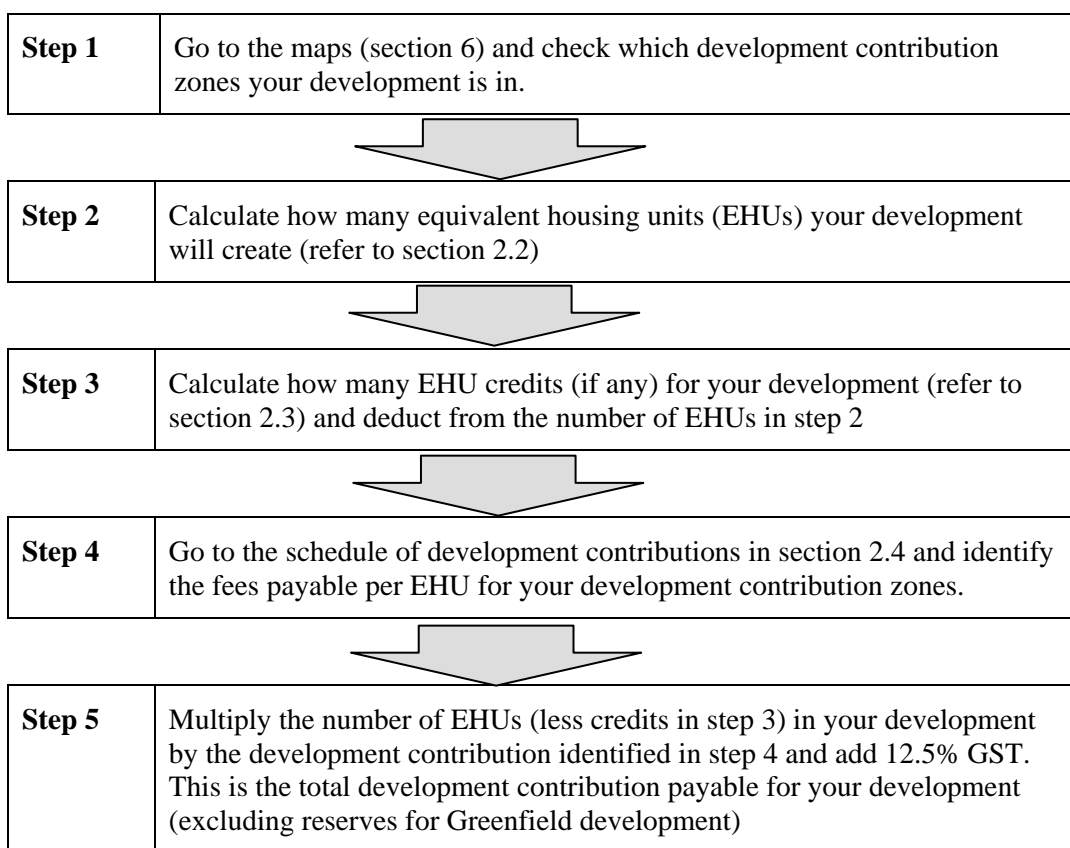 Step 1
Go to the maps (section 6) and check which development contribution
zones your development is in.
Step 2
Calculate how many equivalent housing units (EHUs) your development
will create (refer to section 2.2)
Step 3
Calculate how many EHU credits (if any) for your development (refer to
section 2.3) and deduct from the number of EHUs in step 2
Step 4
Go to the schedule of development contributions in section 2.4 and identify
the fees payable per EHU for your development contribution zones.
Step 5
Multiply the number of EHUs (less credits in step 3) in your development
by the development contribution identified in step 4 and add 12.5% GST.
This is the total development contribution payable for your development
(excluding reserves for Greenfield development)